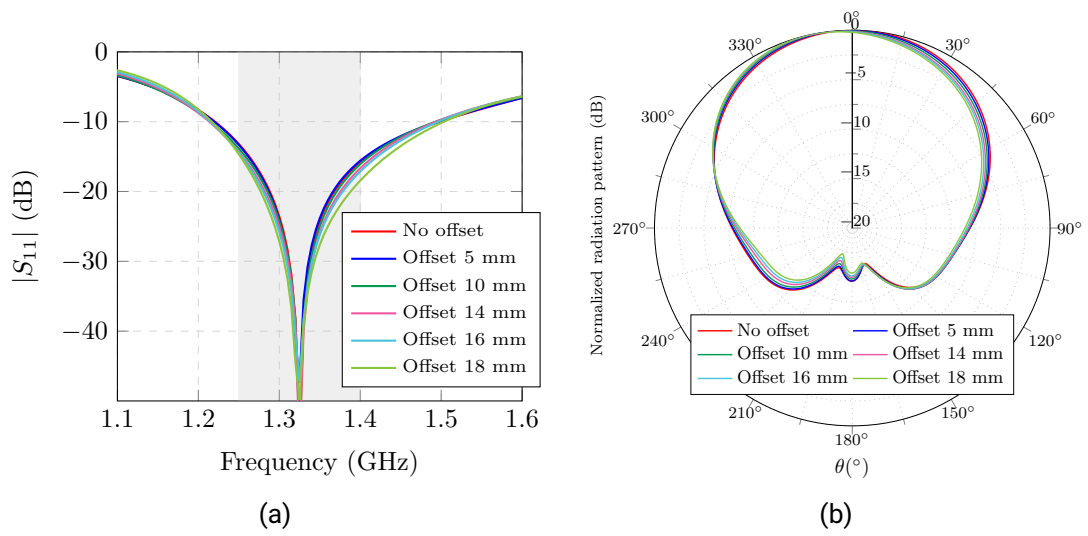 0
−10
−20
−30
−40
|S₁₁| (dB)
1.1
1.2
1.3
1.4
1.5
1.6
Frequency (GHz)
No offset
Offset 5 mm
Offset 10 mm
Offset 14 mm
Offset 16 mm
Offset 18 mm
(a)
0°
30°
60°
90°
120°
150°
180°
210°
240°
270°
300°
330°
0
−5
−10
−15
−20
Normalized radiation pattern (dB)
θ(°)
No offset
Offset 5 mm
Offset 10 mm
Offset 14 mm
Offset 16 mm
Offset 18 mm
(b)